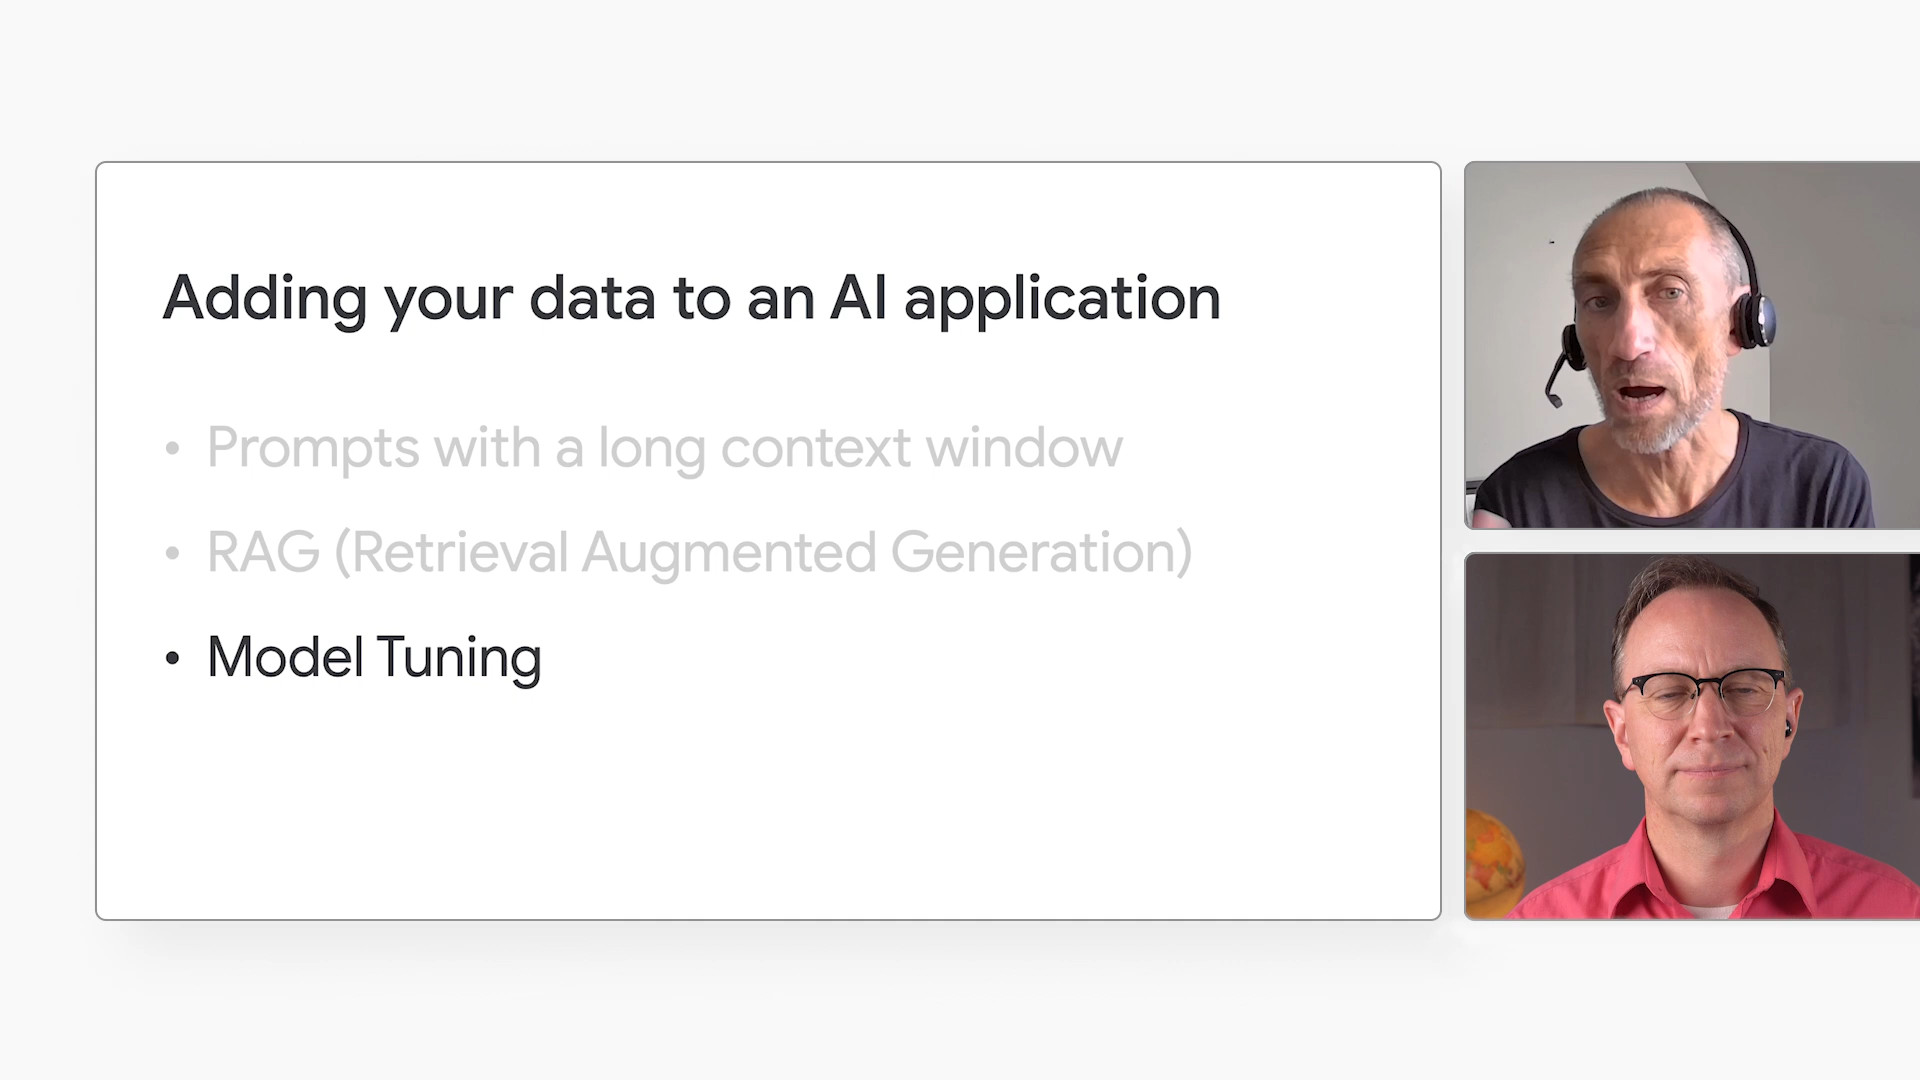 Adding your data to an AI application
• Prompts with a long context window
• RAG (Retrieval Augmented Generation)
• Model Tuning